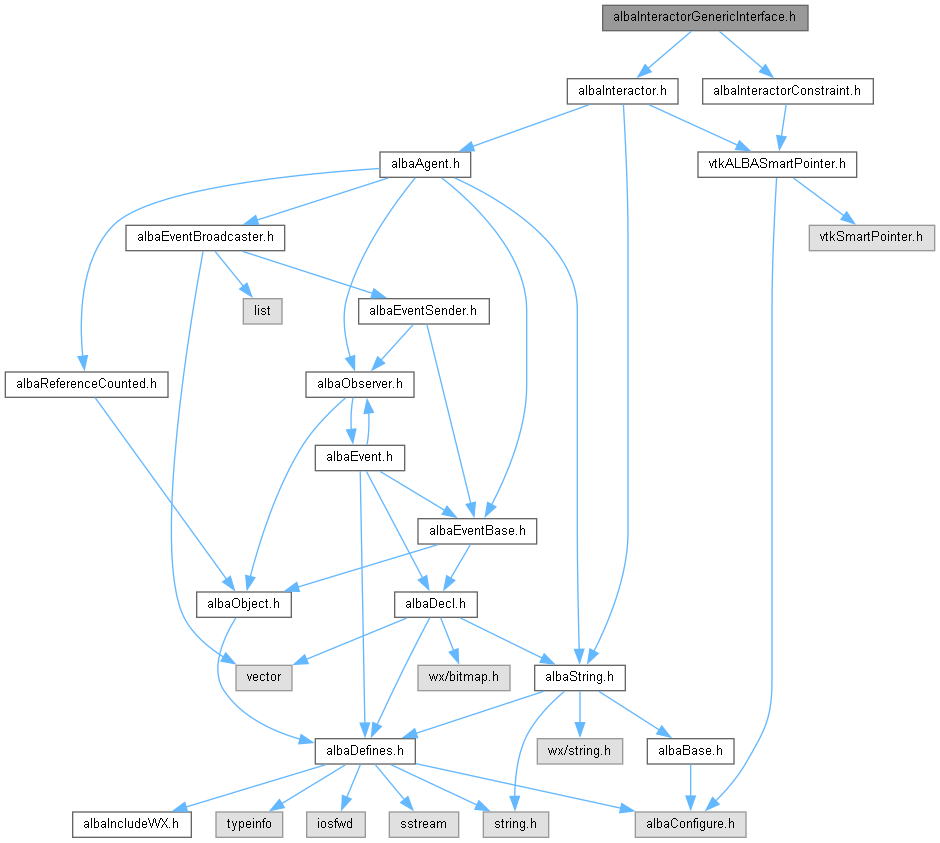 albaInteractorGenericInterface.h
albaInteractor.h
albaInteractorConstraint.h
albaAgent.h
vtkALBASmartPointer.h
albaEventBroadcaster.h
vtkSmartPointer.h
list
albaEventSender.h
albaReferenceCounted.h
albaObserver.h
albaEvent.h
albaEventBase.h
albaObject.h
albaDecl.h
vector
wx/bitmap.h
albaString.h
albaDefines.h
wx/string.h
albaBase.h
albaIncludeWX.h
typeinfo
iosfwd
sstream
string.h
albaConfigure.h